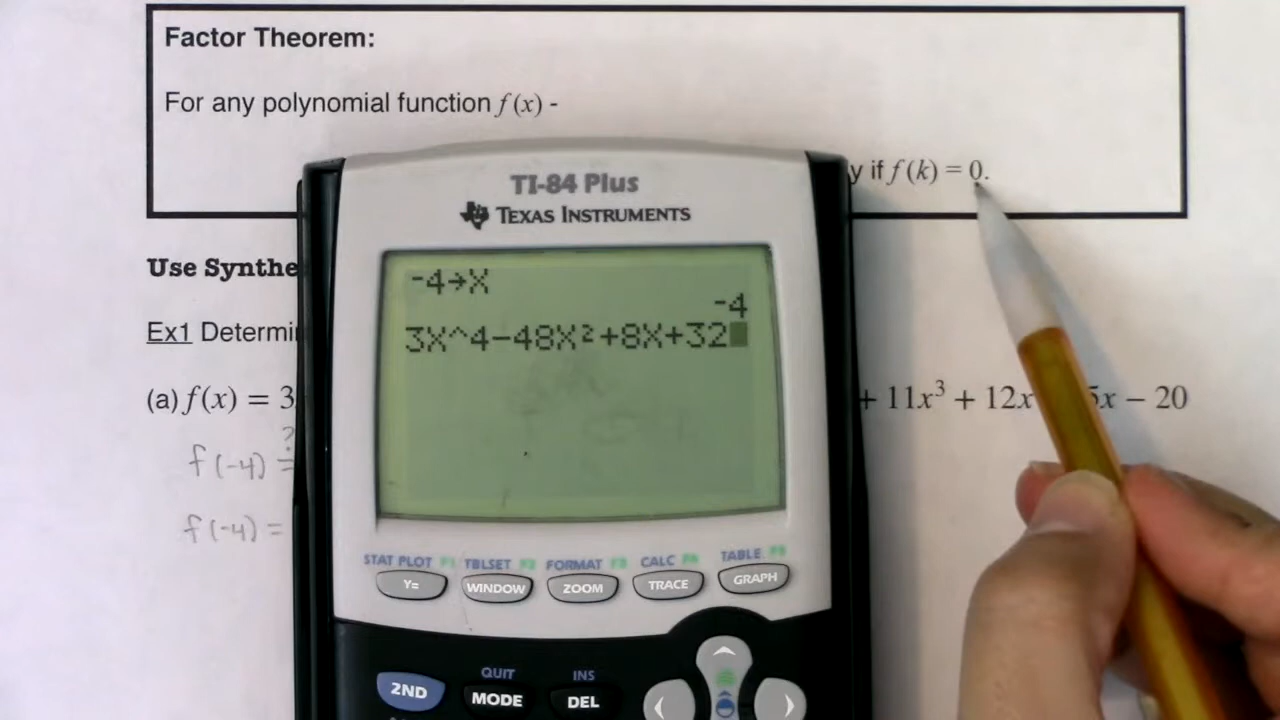 Factor Theorem:
For any polynomial function f(x) -
y if f(k) = 0.
TI-84 Plus
TEXAS INSTRUMENTS
Use Synthe
-4→X
-4
3X^4-48X²+8X+32
Ex1 Determi
(a) f(x) = 3 + 11x³ + 12x 5x − 20
f(-4) ?=
f(-4) =
STAT PLOT F1 TBLSET F2 FORMAT F3 CALC F4 TABLE F5
Y= WINDOW ZOOM TRACE GRAPH
QUIT INS
2ND MODE DEL